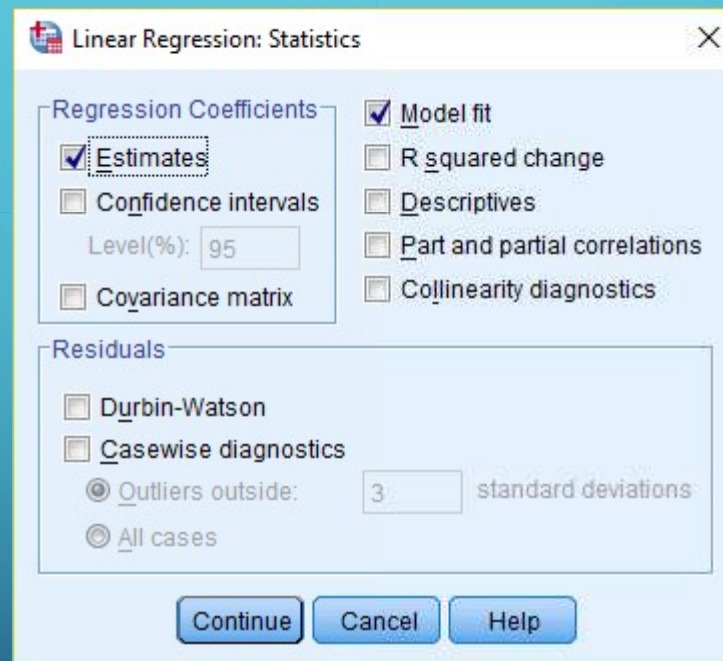 Linear Regression: Statistics
Regression Coefficients
Estimates
Confidence intervals
Level(%): 95
Covariance matrix
Model fit
R squared change
Descriptives
Part and partial correlations
Collinearity diagnostics
Residuals
Durbin-Watson
Casewise diagnostics
Outliers outside: 3 standard deviations
All cases
Continue Cancel Help